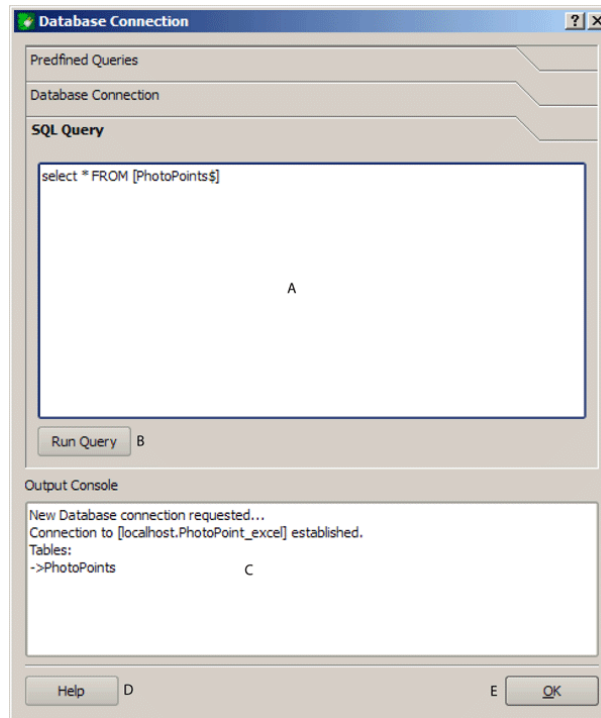 Database Connection
? X
Predfined Queries
Database Connection
SQL Query
select * FROM [PhotoPoints$]
A
Run Query B
Output Console
New Database connection requested...
Connection to [localhost.PhotoPoint_excel] established.
Tables:
->PhotoPoints
C
Help D E OK